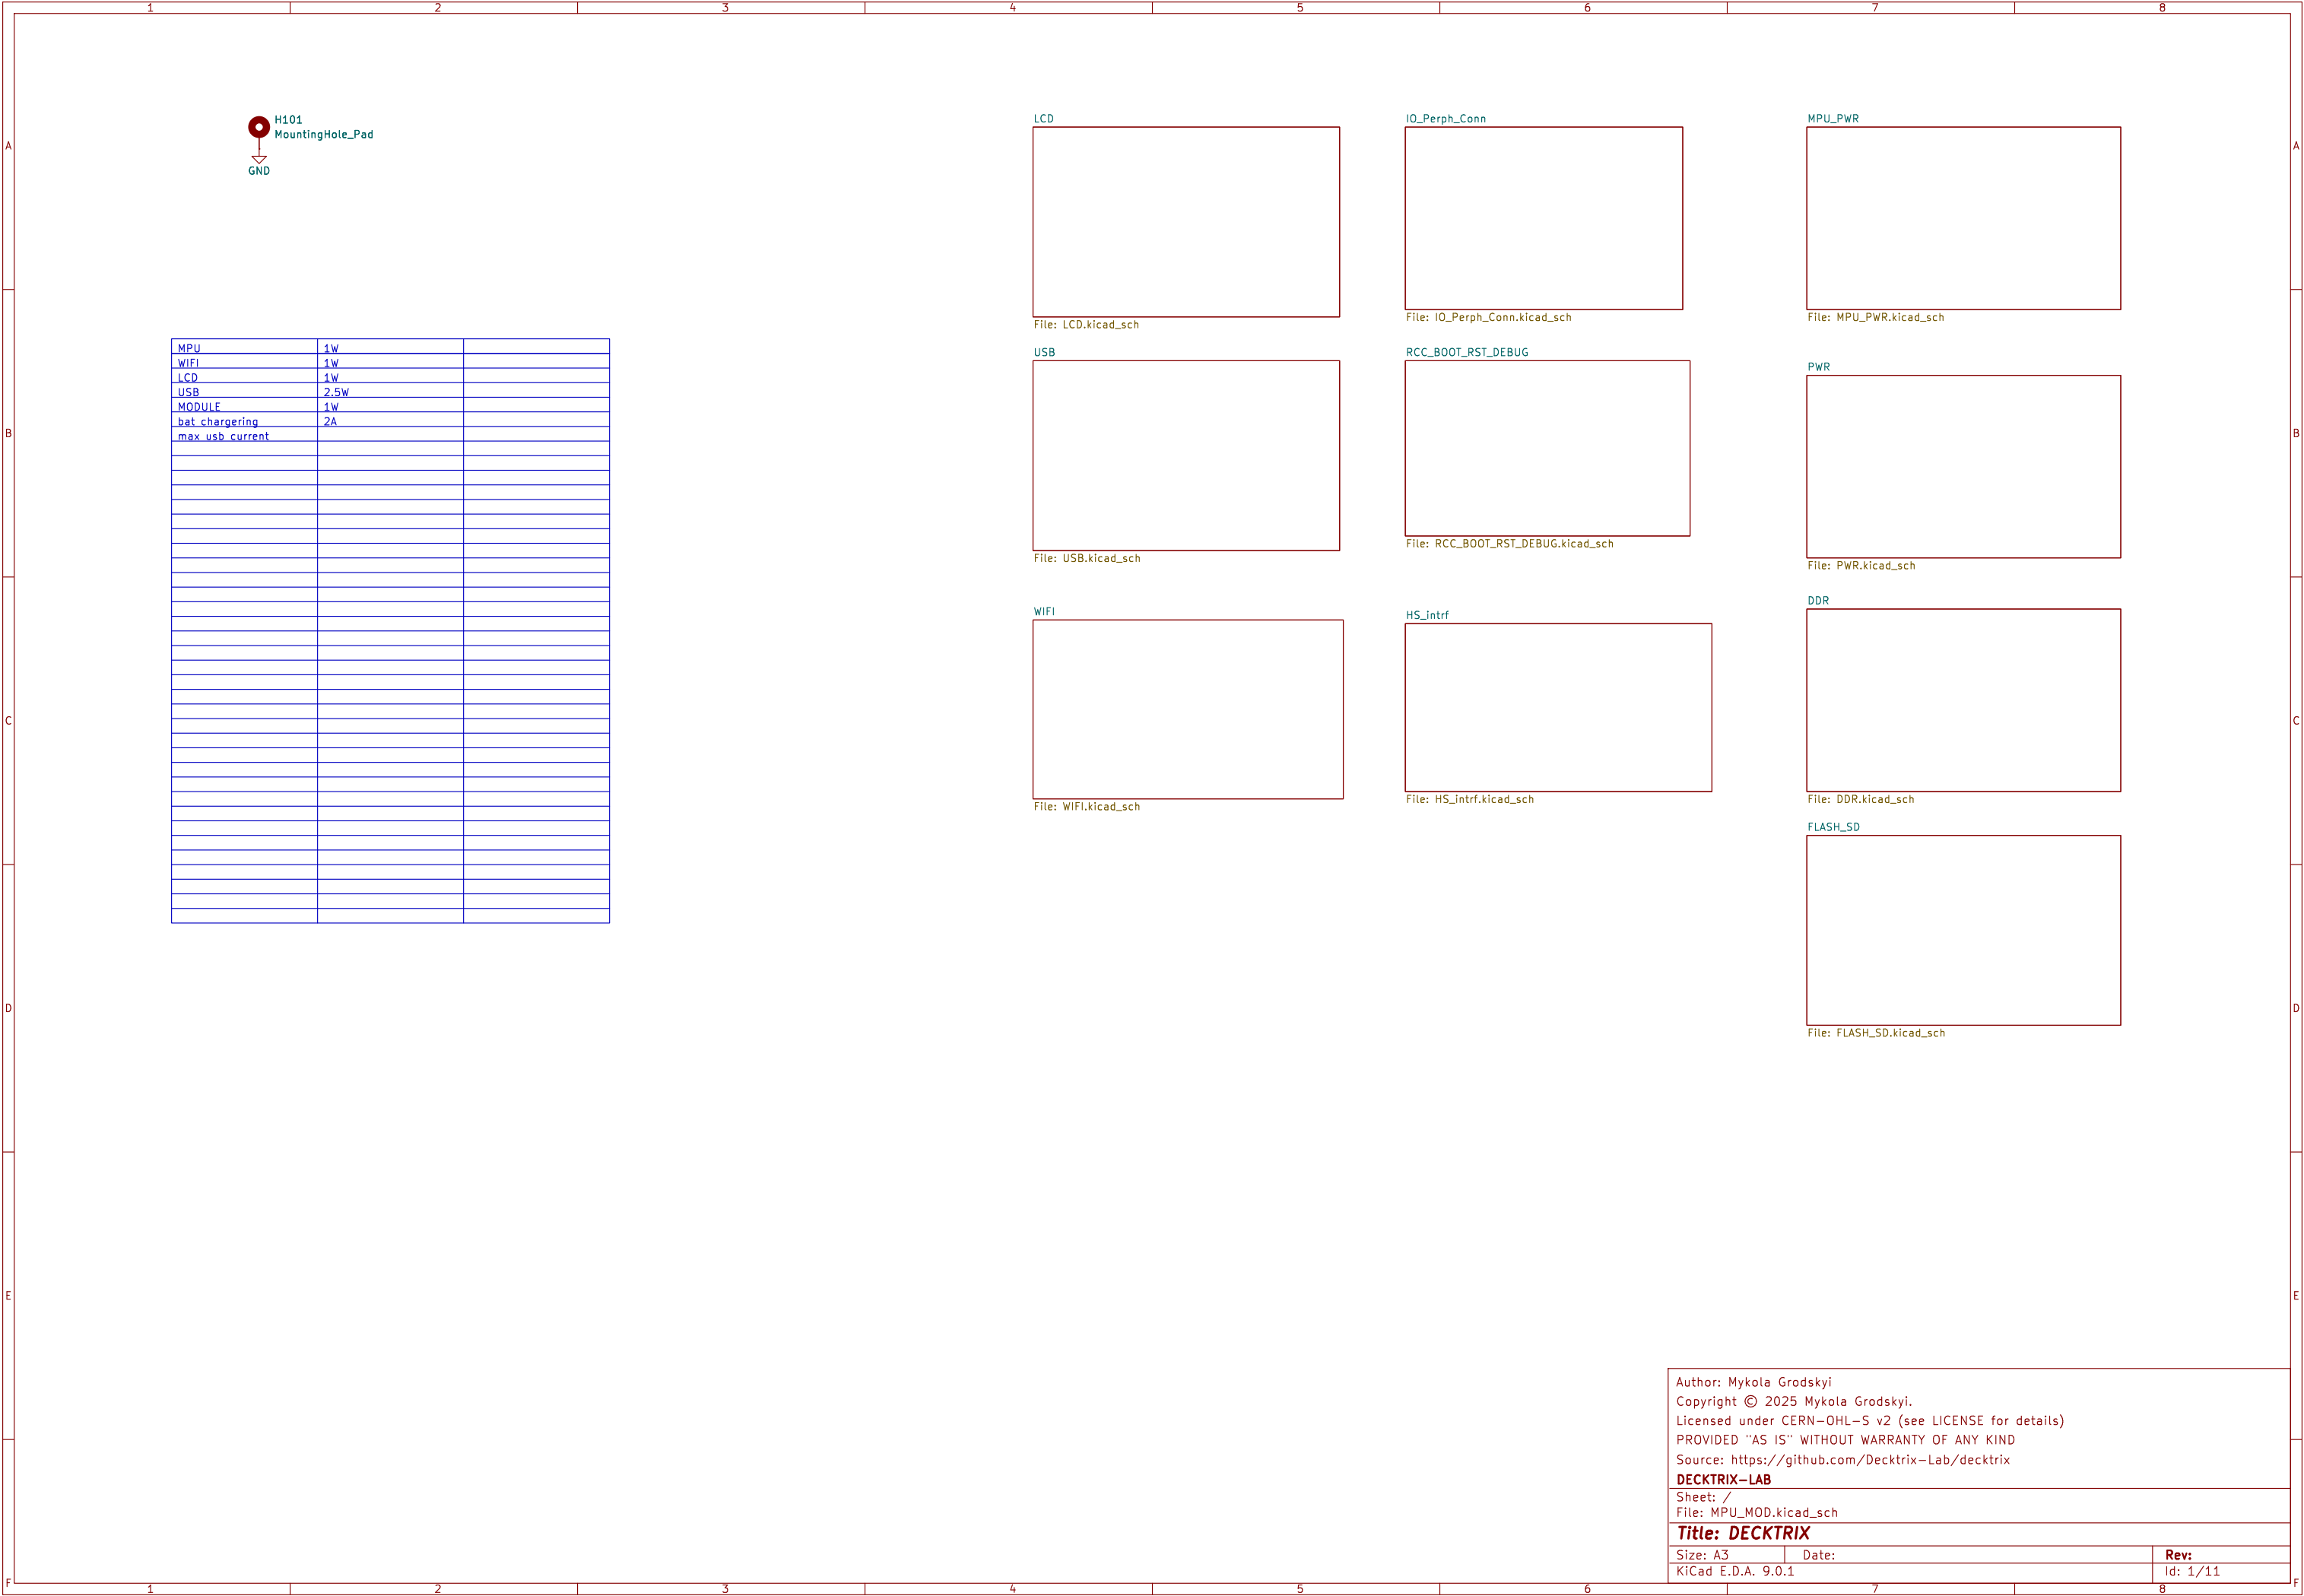 1 2 3 4 5 6 7 8
A A
B B
C C
D D
E E
F F
H101
MountingHole_Pad
GND
MPU 1W
WIFI 1W
LCD 1W
USB 2.5W
MODULE 1W
bat chargering 2A
max usb current
LCD
File: LCD.kicad_sch
IO_Perph_Conn
File: IO_Perph_Conn.kicad_sch
MPU_PWR
File: MPU_PWR.kicad_sch
USB
File: USB.kicad_sch
RCC_BOOT_RST_DEBUG
File: RCC_BOOT_RST_DEBUG.kicad_sch
PWR
File: PWR.kicad_sch
WIFI
File: WIFI.kicad_sch
HS_intrf
File: HS_intrf.kicad_sch
DDR
File: DDR.kicad_sch
FLASH_SD
File: FLASH_SD.kicad_sch
Author: Mykola Grodskyi
Copyright © 2025 Mykola Grodskyi.
Licensed under CERN-OHL-S v2 (see LICENSE for details)
PROVIDED "AS IS" WITHOUT WARRANTY OF ANY KIND
Source: https://github.com/Decktrix-Lab/decktrix
DECKTRIX-LAB
Sheet: /
File: MPU_MOD.kicad_sch
Title: DECKTRIX
Size: A3 Date: Rev:
KiCad E.D.A. 9.0.1 Id: 1/11
1 2 3 4 5 6 7 8